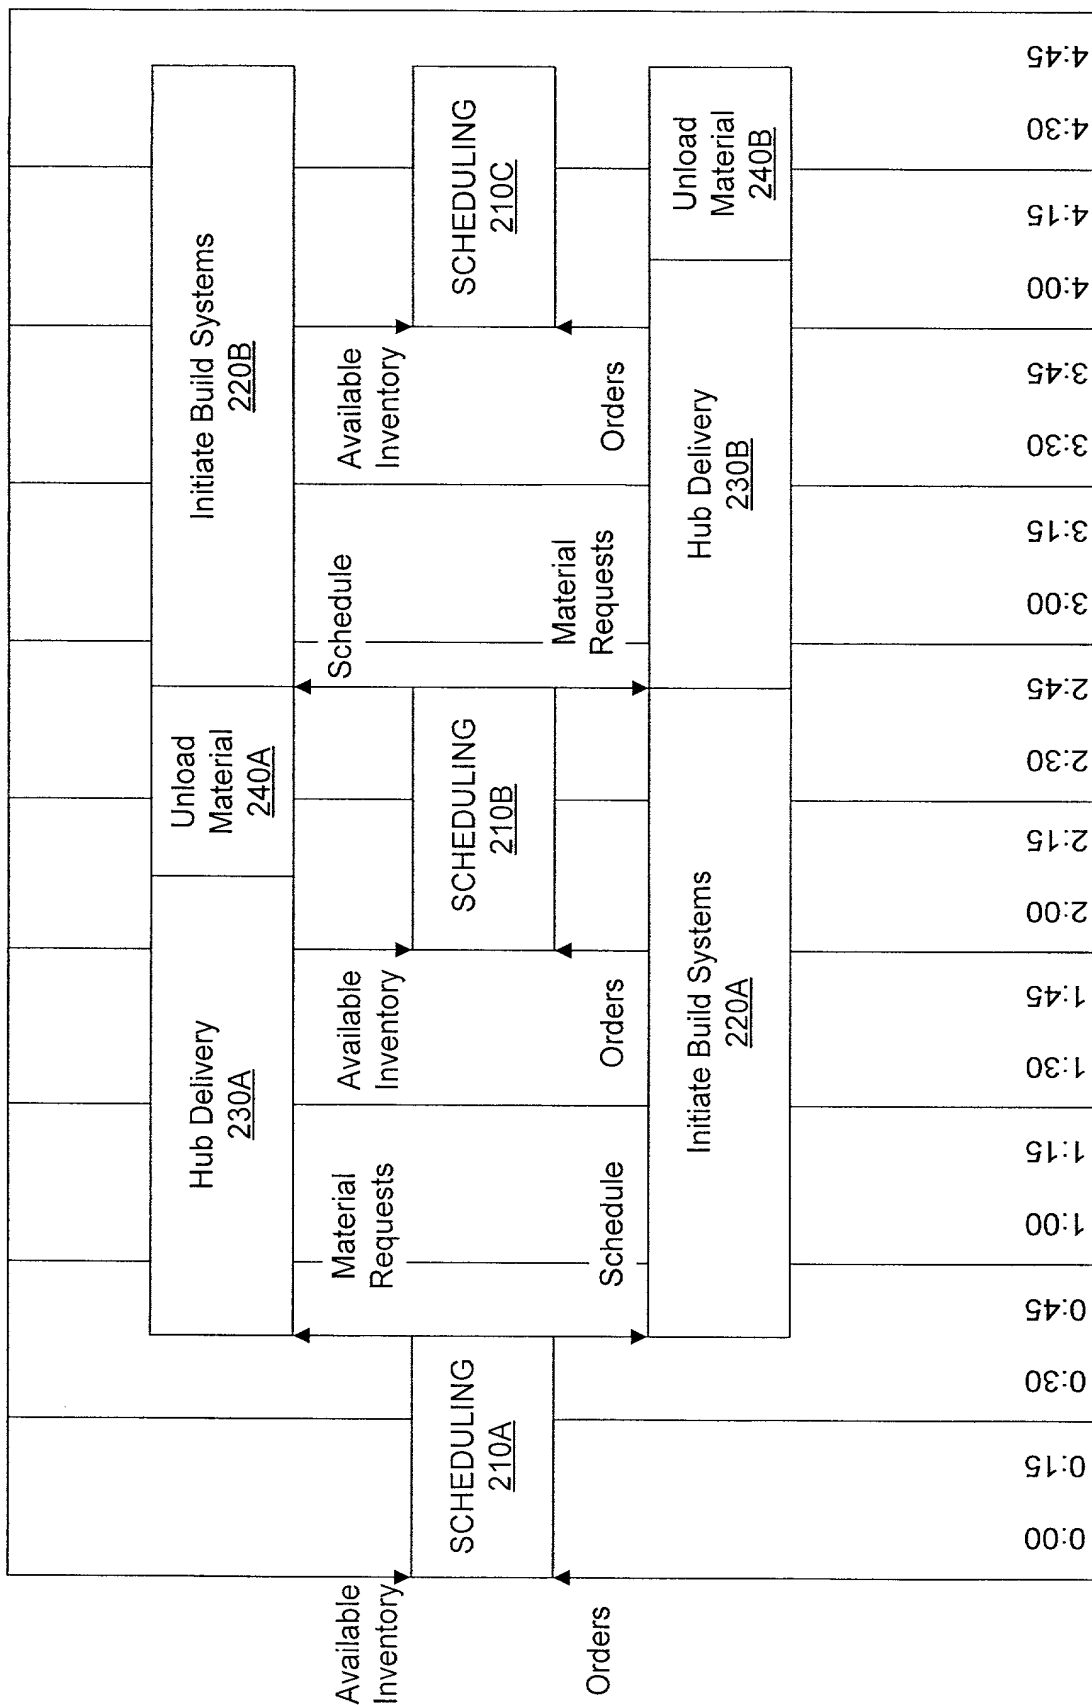 Hub Delivery
230A
Unload
Material
240A
Initiate Build Systems
220B
Available
Inventory
Material
Requests
Available
Inventory
Schedule
Available
Inventory
SCHEDULING
210A
SCHEDULING
210B
SCHEDULING
210C
Orders
Schedule
Orders
Material
Requests
Orders
Initiate Build Systems
220A
Hub Delivery
230B
Unload
Material
240B
0:00
0:15
0:30
0:45
1:00
1:15
1:30
1:45
2:00
2:15
2:30
2:45
3:00
3:15
3:30
3:45
4:00
4:15
4:30
4:45